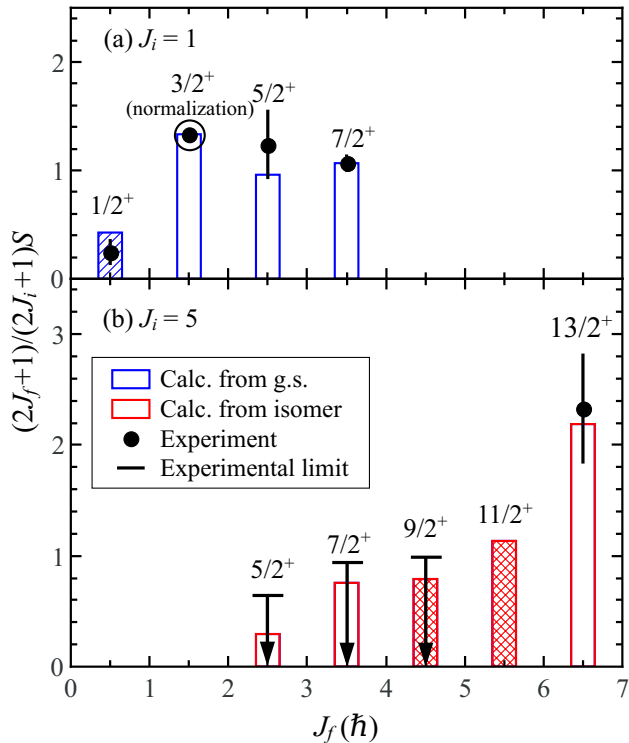 (a) J_i = 1
3/2⁺
(normalization)
5/2⁺
7/2⁺
1/2⁺
2
1
0
(2J_f+1)/(2J_i+1)S
(b) J_i = 5
13/2⁺
Calc. from g.s.
Calc. from isomer
Experiment
Experimental limit
5/2⁺
7/2⁺
9/2⁺
11/2⁺
3
2
1
0
0 1 2 3 4 5 6 7
J_f (ℏ)